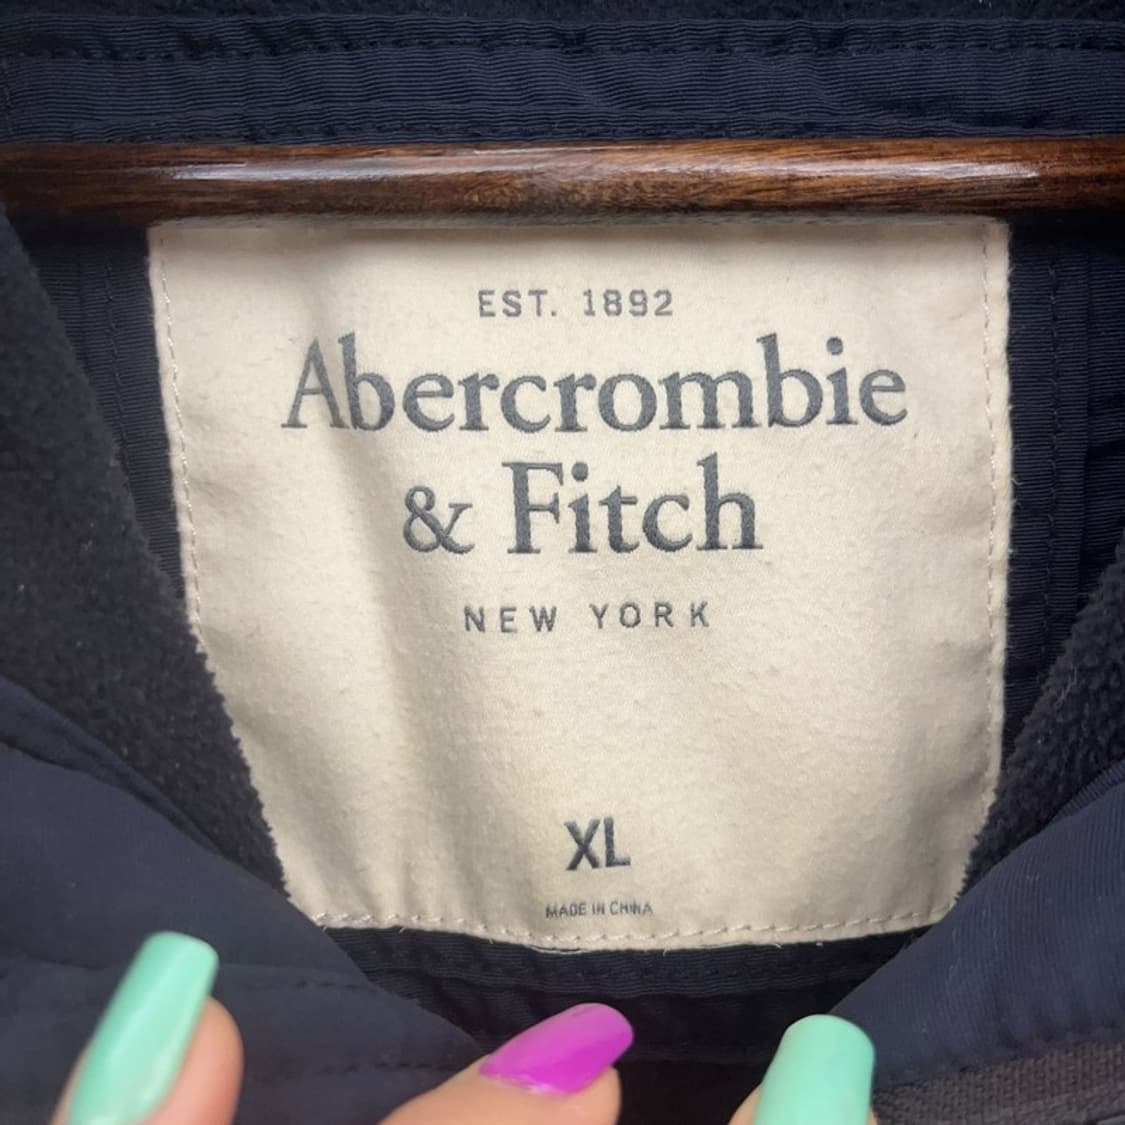 EST. 1892
Abercrombie
& Fitch
NEW YORK
XL
MADE IN CHINA